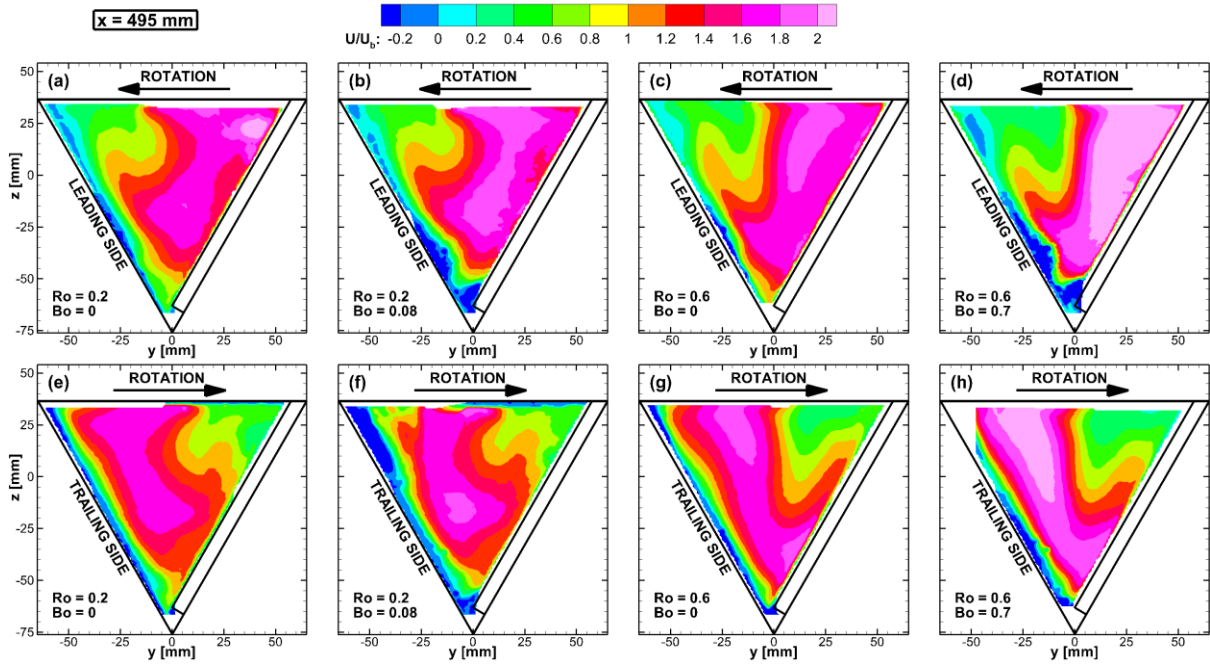 x = 495 mm
U/U_b: -0.2 0 0.2 0.4 0.6 0.8 1 1.2 1.4 1.6 1.8 2
(a) ROTATION (b) ROTATION (c) ROTATION (d) ROTATION
z [mm]
50
25
0
-25
-50
-75
LEADING SIDE LEADING SIDE LEADING SIDE LEADING SIDE
Ro = 0.2 Ro = 0.2 Ro = 0.6 Ro = 0.6
Bo = 0 Bo = 0.08 Bo = 0 Bo = 0.7
-50 -25 0 25 50 -50 -25 0 25 50 -50 -25 0 25 50 -50 -25 0 25 50
y [mm] y [mm] y [mm] y [mm]
(e) ROTATION (f) ROTATION (g) ROTATION (h) ROTATION
z [mm]
50
25
0
-25
-50
-75
TRAILING SIDE TRAILING SIDE TRAILING SIDE TRAILING SIDE
Ro = 0.2 Ro = 0.2 Ro = 0.6 Ro = 0.6
Bo = 0 Bo = 0.08 Bo = 0 Bo = 0.7
-50 -25 0 25 50 -50 -25 0 25 50 -50 -25 0 25 50 -50 -25 0 25 50
y [mm] y [mm] y [mm] y [mm]